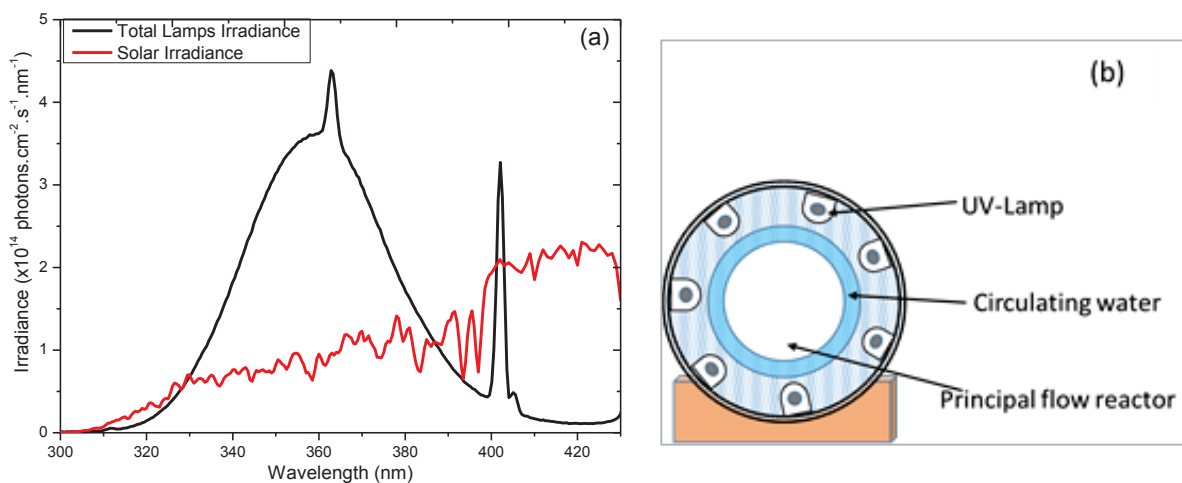 Total Lamps Irradiance
Solar Irradiance
(a)
Irradiance (x10¹⁴ photons.cm⁻².s⁻¹.nm⁻¹)
5
4
3
2
1
0
300
320
340
360
380
400
420
Wavelength (nm)
(b)
UV-Lamp
Circulating water
Principal flow reactor